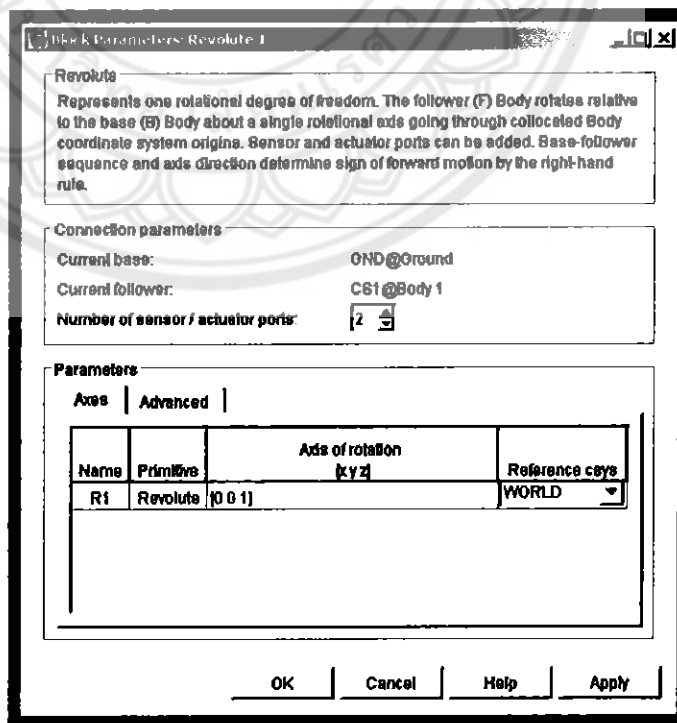 Block Parameters: Revolute 1
Revolute
Represents one rotational degree of freedom. The follower (F) Body rotates relative
to the base (B) Body about a single rotational axis going through collocated Body
coordinate system origins. Sensor and actuator ports can be added. Base-follower
sequence and axis direction determine sign of forward motion by the right-hand
rule.
Connection parameters
Current base: GND@Ground
Current follower: CS1@Body 1
Number of sensor / actuator ports: 2
Parameters
Axes Advanced
Name Primitive Axis of rotation [x y z] Reference csys
R1 Revolute [0 0 1] WORLD
OK Cancel Help Apply